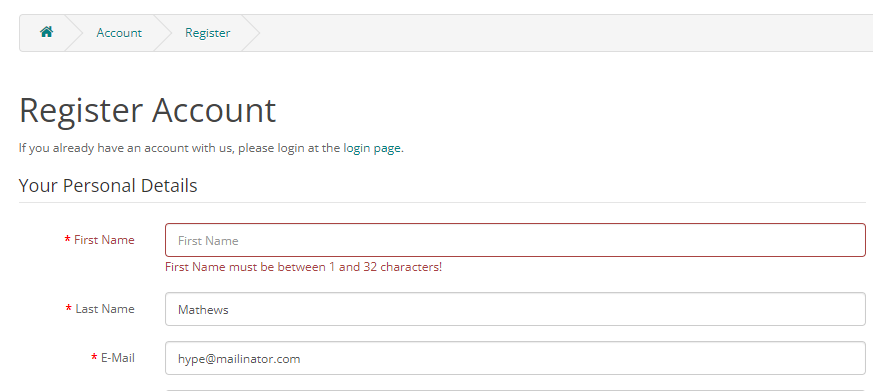 Account Register
Register Account
If you already have an account with us, please login at the login page.
Your Personal Details
* First Name First Name
First Name must be between 1 and 32 characters!
* Last Name Mathews
* E-Mail hype@mailinator.com